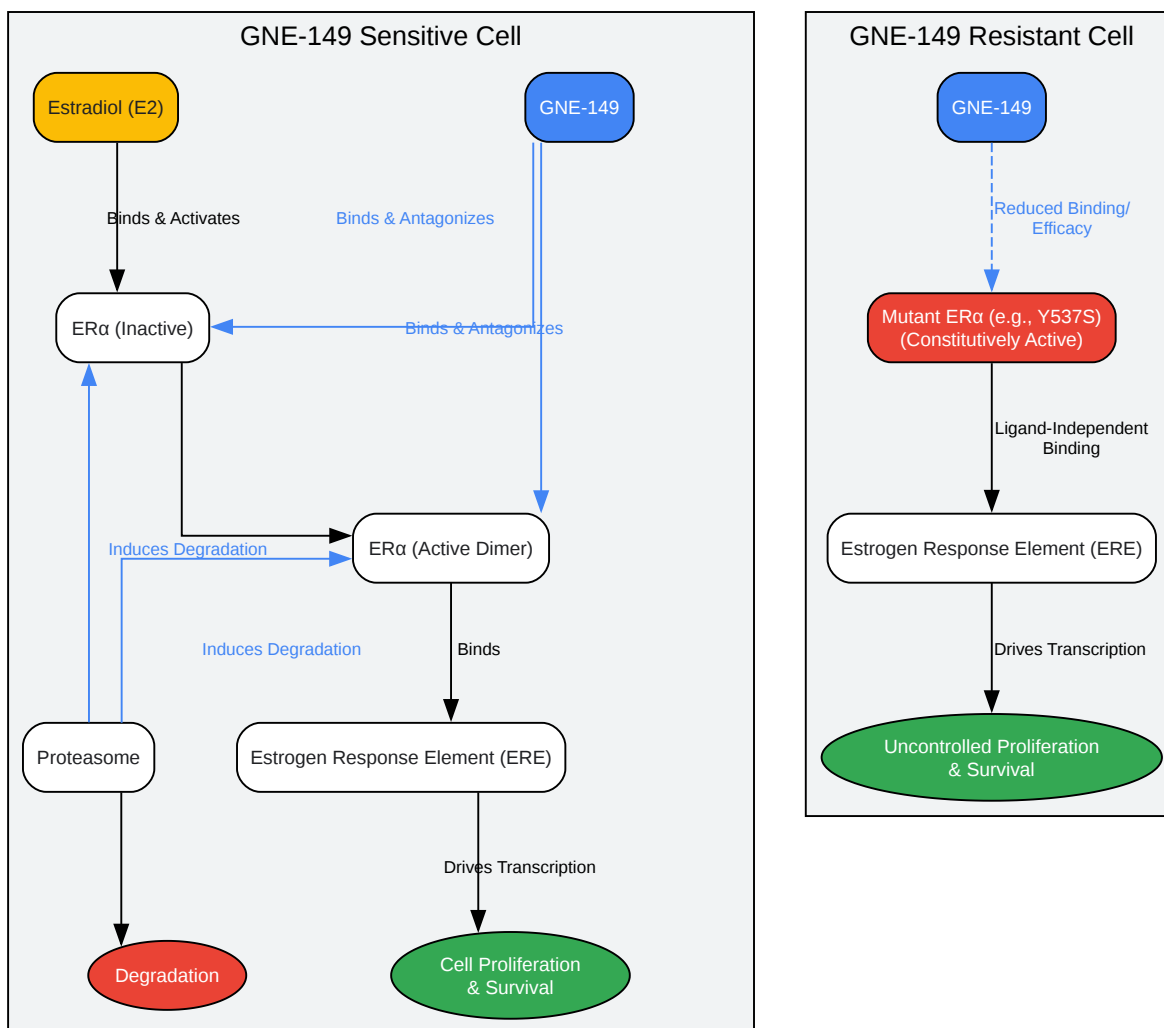 GNE-149 Sensitive Cell
Estradiol (E2)
GNE-149
Binds & Activates
Binds & Antagonizes
ERα (Inactive)
Binds & Antagonizes
Induces Degradation
ERα (Active Dimer)
Induces Degradation
Binds
Proteasome
Estrogen Response Element (ERE)
Drives Transcription
Degradation
Cell Proliferation
& Survival
GNE-149 Resistant Cell
GNE-149
Reduced Binding/
Efficacy
Mutant ERα (e.g., Y537S)
(Constitutively Active)
Ligand-Independent
Binding
Estrogen Response Element (ERE)
Drives Transcription
Uncontrolled Proliferation
& Survival